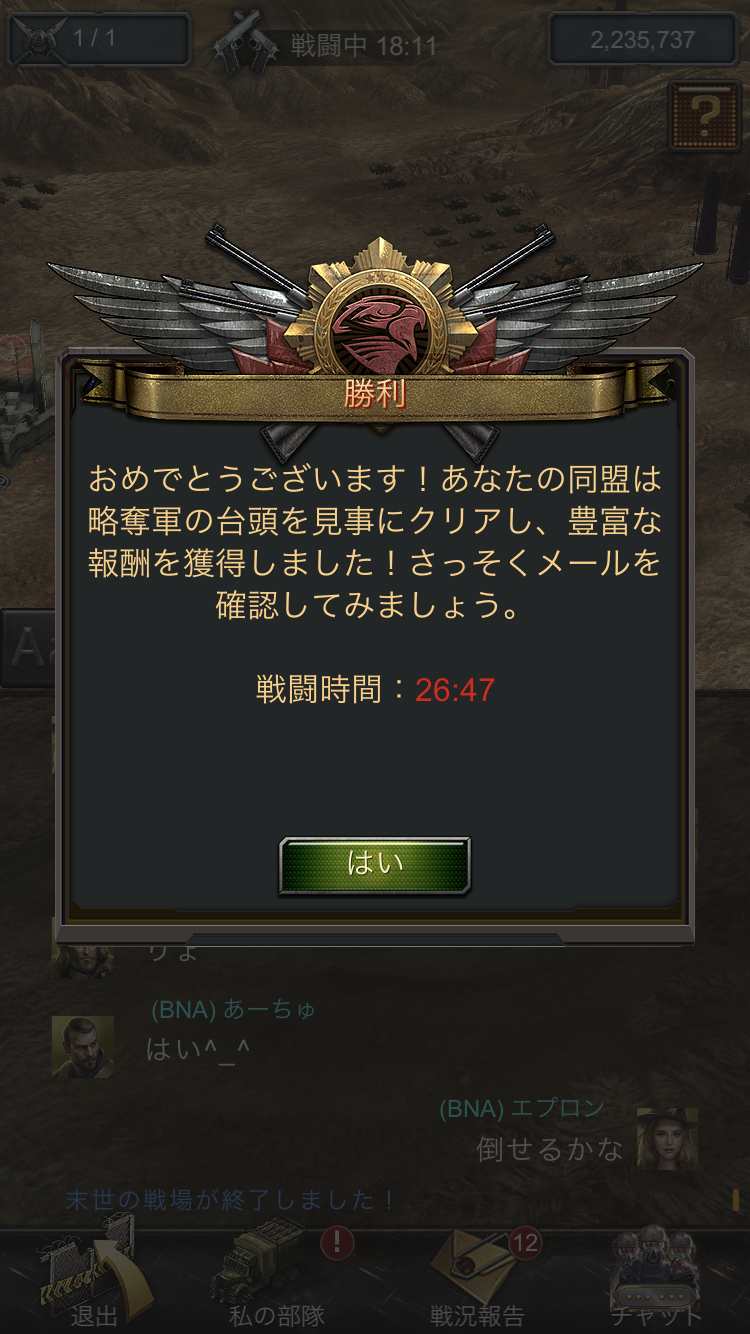 1 / 1
戦闘中 18:11
2,235,737
?
勝利
おめでとうございます！あなたの同盟は
略奪軍の台頭を見事にクリアし、豊富な
報酬を獲得しました！さっそくメールを
確認してみましょう。
戦闘時間：26:47
はい
(BNA) あーちゅ
はい^_^
(BNA) エプロン
倒せるかな
末世の戦場が終了しました！
!
12
退出
私の部隊
戦況報告
チャット